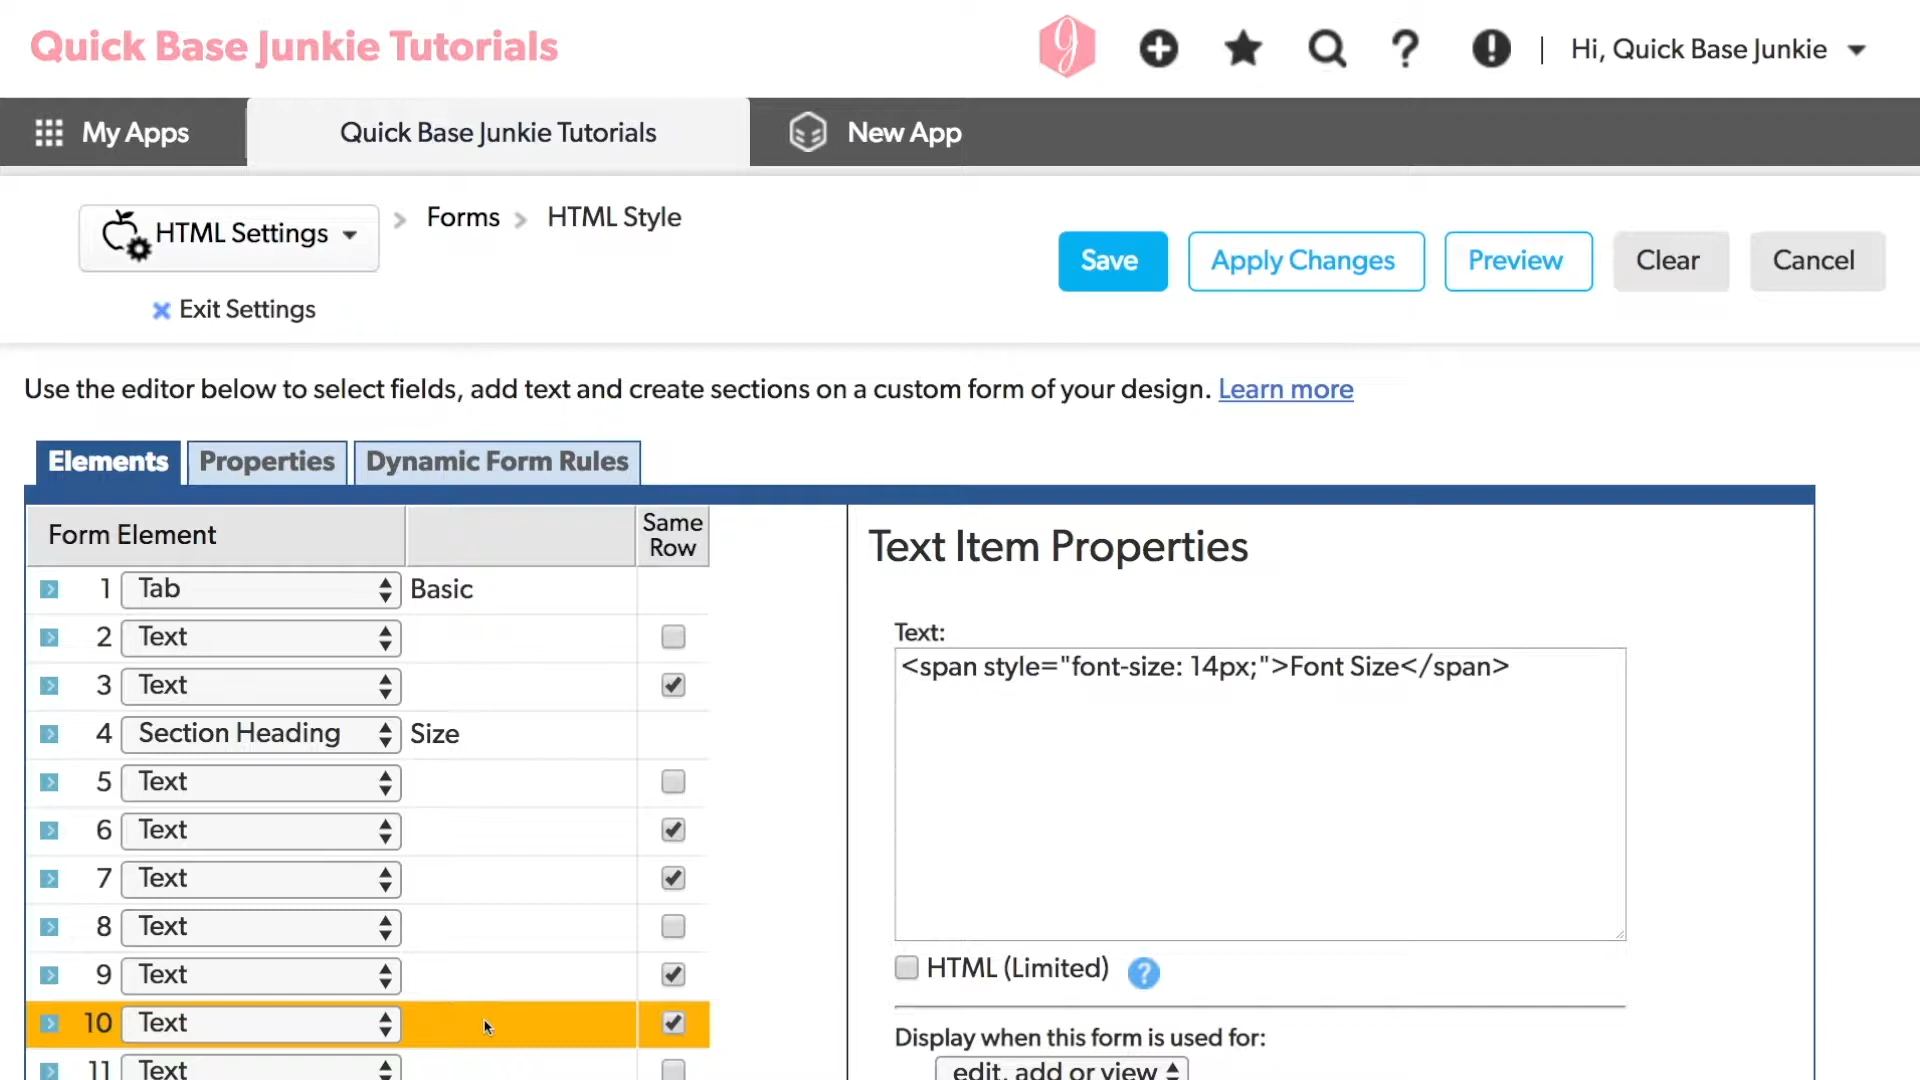 Quick Base Junkie Tutorials
Hi, Quick Base Junkie
My Apps
Quick Base Junkie Tutorials
New App
HTML Settings
Forms
HTML Style
Save
Apply Changes
Preview
Clear
Cancel
Exit Settings
Use the editor below to select fields, add text and create sections on a custom form of your design. Learn more
Elements
Properties
Dynamic Form Rules
Form Element
Same Row
1 Tab Basic
2 Text
3 Text
4 Section Heading Size
5 Text
6 Text
7 Text
8 Text
9 Text
10 Text
11 Text
Text Item Properties
Text:
<span style="font-size: 14px;">Font Size</span>
HTML (Limited) ?
Display when this form is used for:
edit, add or view